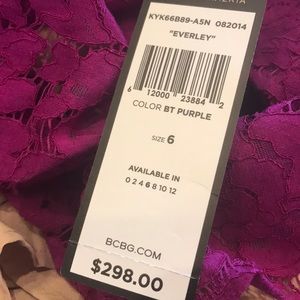 KYK66B89-A5N 082014
"EVERLEY"
6 12000 23884 2
COLOR BT PURPLE
SIZE 6
AVAILABLE IN
0 2 4 6 8 10 12
BCBG.COM
$298.00